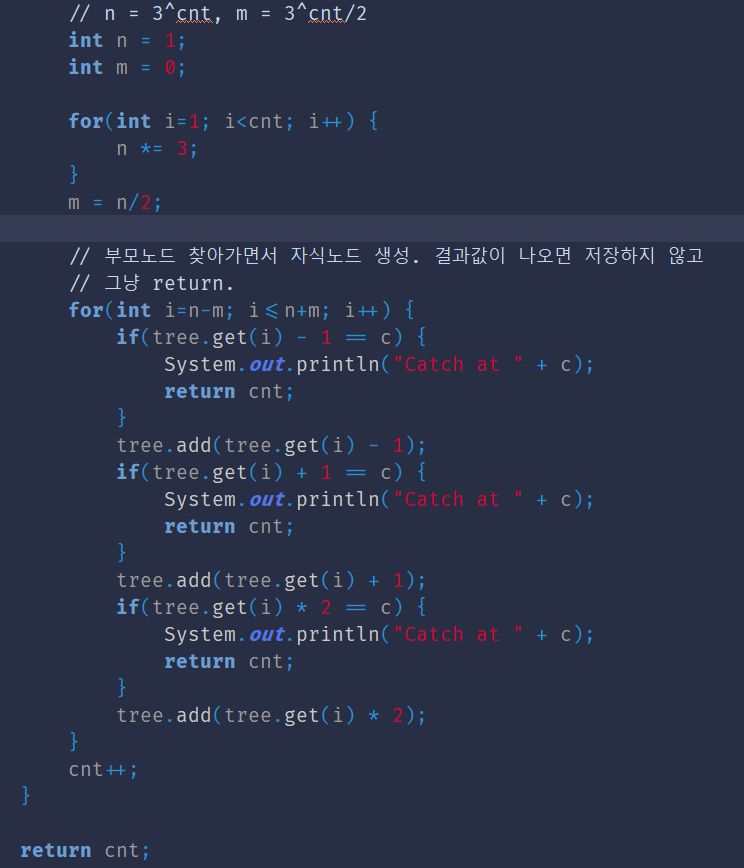 // n = 3^cnt, m = 3^cnt/2
int n = 1;
int m = 0;
for(int i=1; i<cnt; i++) {
n *= 3;
}
m = n/2;
// 부모노드 찾아가면서 자식노드 생성. 결과값이 나오면 저장하지 않고
// 그냥 return.
for(int i=n-m; i<=n+m; i++) {
if(tree.get(i) - 1 == c) {
System.out.println("Catch at " + c);
return cnt;
}
tree.add(tree.get(i) - 1);
if(tree.get(i) + 1 == c) {
System.out.println("Catch at " + c);
return cnt;
}
tree.add(tree.get(i) + 1);
if(tree.get(i) * 2 == c) {
System.out.println("Catch at " + c);
return cnt;
}
tree.add(tree.get(i) * 2);
}
cnt++;
}
return cnt;